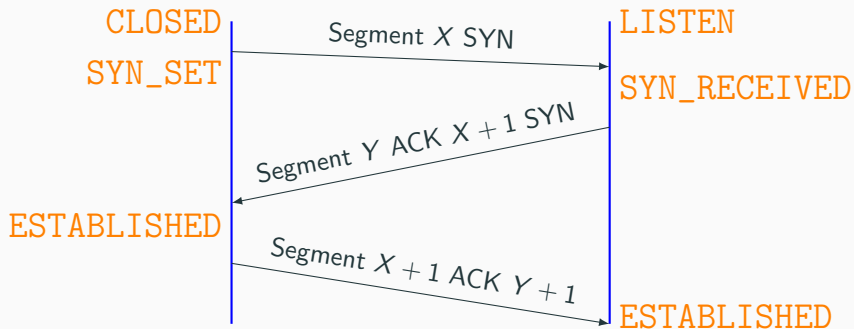 CLOSED
LISTEN
Segment X SYN
SYN_SET
SYN_RECEIVED
Segment Y ACK X + 1 SYN
ESTABLISHED
Segment X + 1 ACK Y + 1
ESTABLISHED